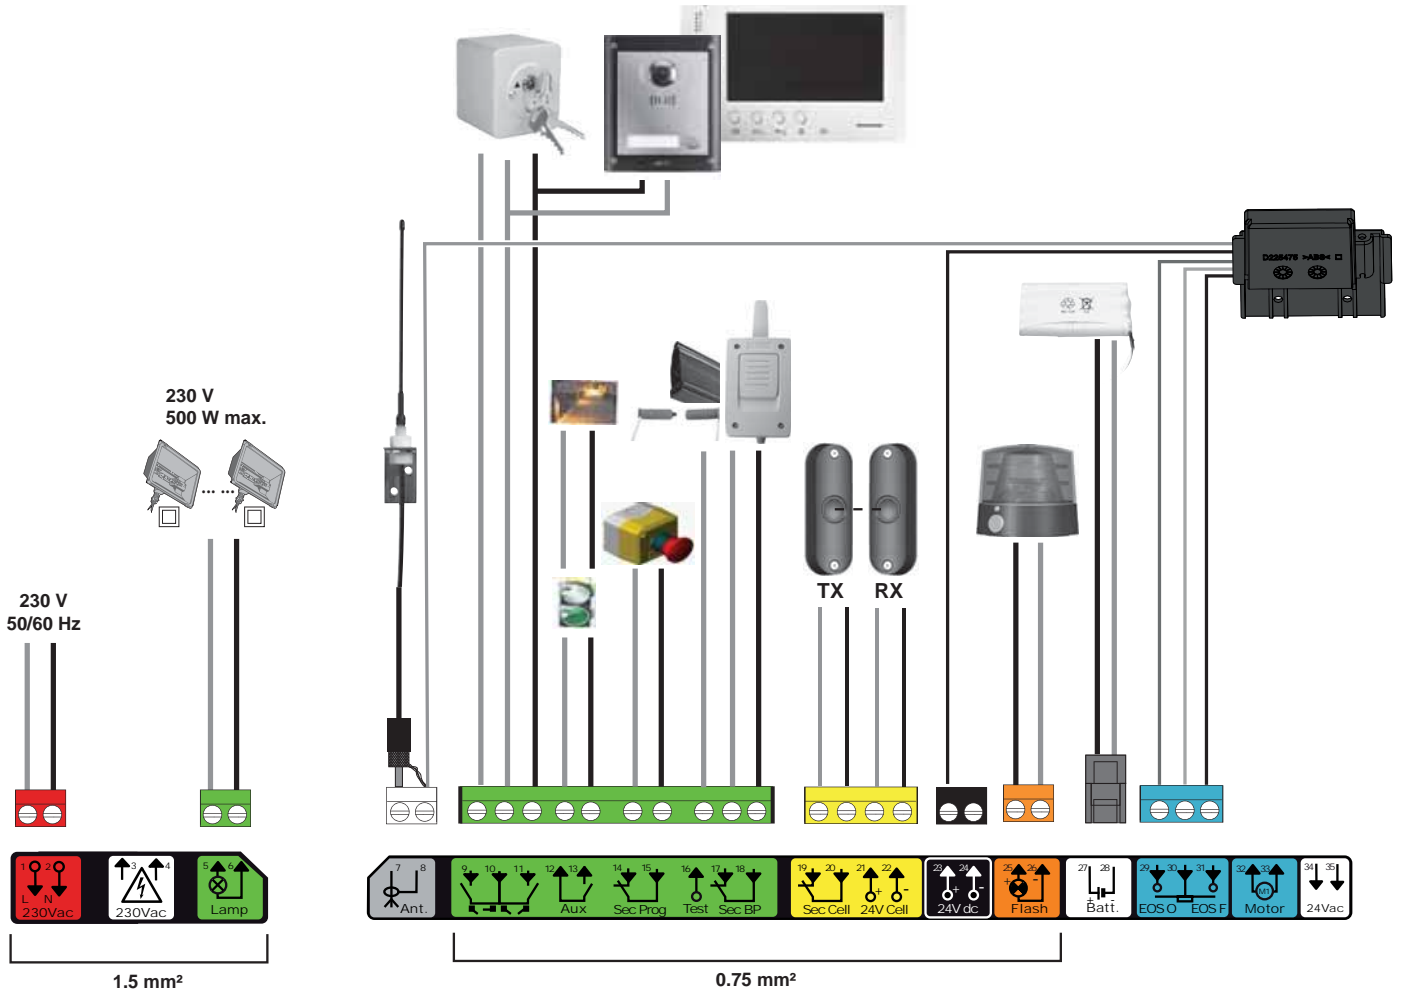 D225475 >ABS<
230 V
500 W max.
... ...
TX RX
230 V
50/60 Hz
1 2
L N
230Vac
3 4
230Vac
5 6
Lamp
7 8
Ant.
9 10 11
12 13
Aux
14 15
Sec Prog
16 17 18
Test Sec BP
19 20
Sec Cell
21 22
+ -
24V Cell
23 24
+ -
24V dc
25 26
+ -
Flash
27 28
+ -
Batt.
29 30 31
EOS O EOS F
32 33
M1
Motor
34 35
24Vac
1.5 mm²
0.75 mm²